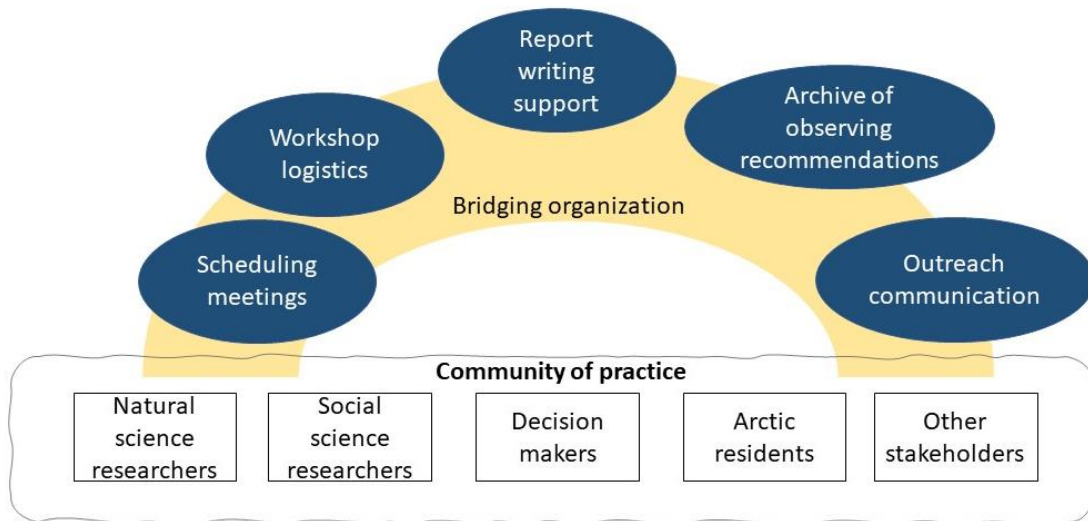 Report
writing
support
Archive of
observing
recommendations
Workshop
logistics
Bridging organization
Scheduling
meetings
Outreach
communication
Community of practice
Natural
science
researchers
Social
science
researchers
Decision
makers
Arctic
residents
Other
stakeholders